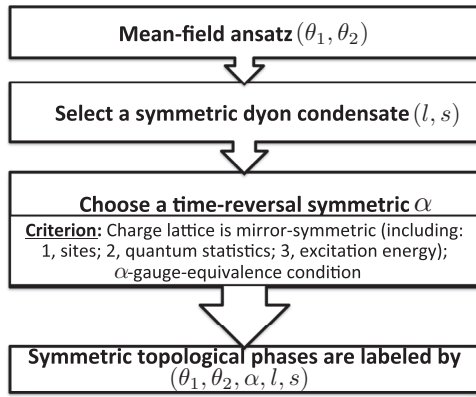 Mean-field ansatz (θ₁, θ₂)
Select a symmetric dyon condensate (l, s)
Choose a time-reversal symmetric α
Criterion: Charge lattice is mirror-symmetric (including:
1, sites; 2, quantum statistics; 3, excitation energy);
α-gauge-equivalence condition
Symmetric topological phases are labeled by
(θ₁, θ₂, α, l, s)